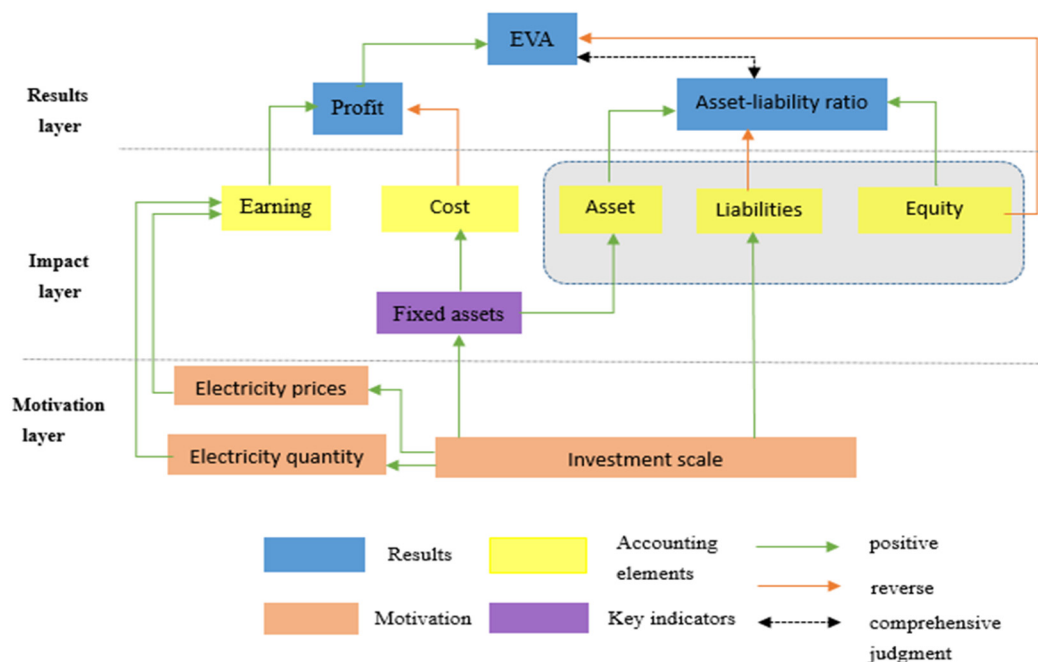 EVA
Results
layer
Profit
Asset-liability ratio
Earning
Cost
Asset
Liabilities
Equity
Impact
layer
Fixed assets
Motivation
layer
Electricity prices
Electricity quantity
Investment scale
Results
Accounting
elements
positive
reverse
Motivation
Key indicators
comprehensive
judgment